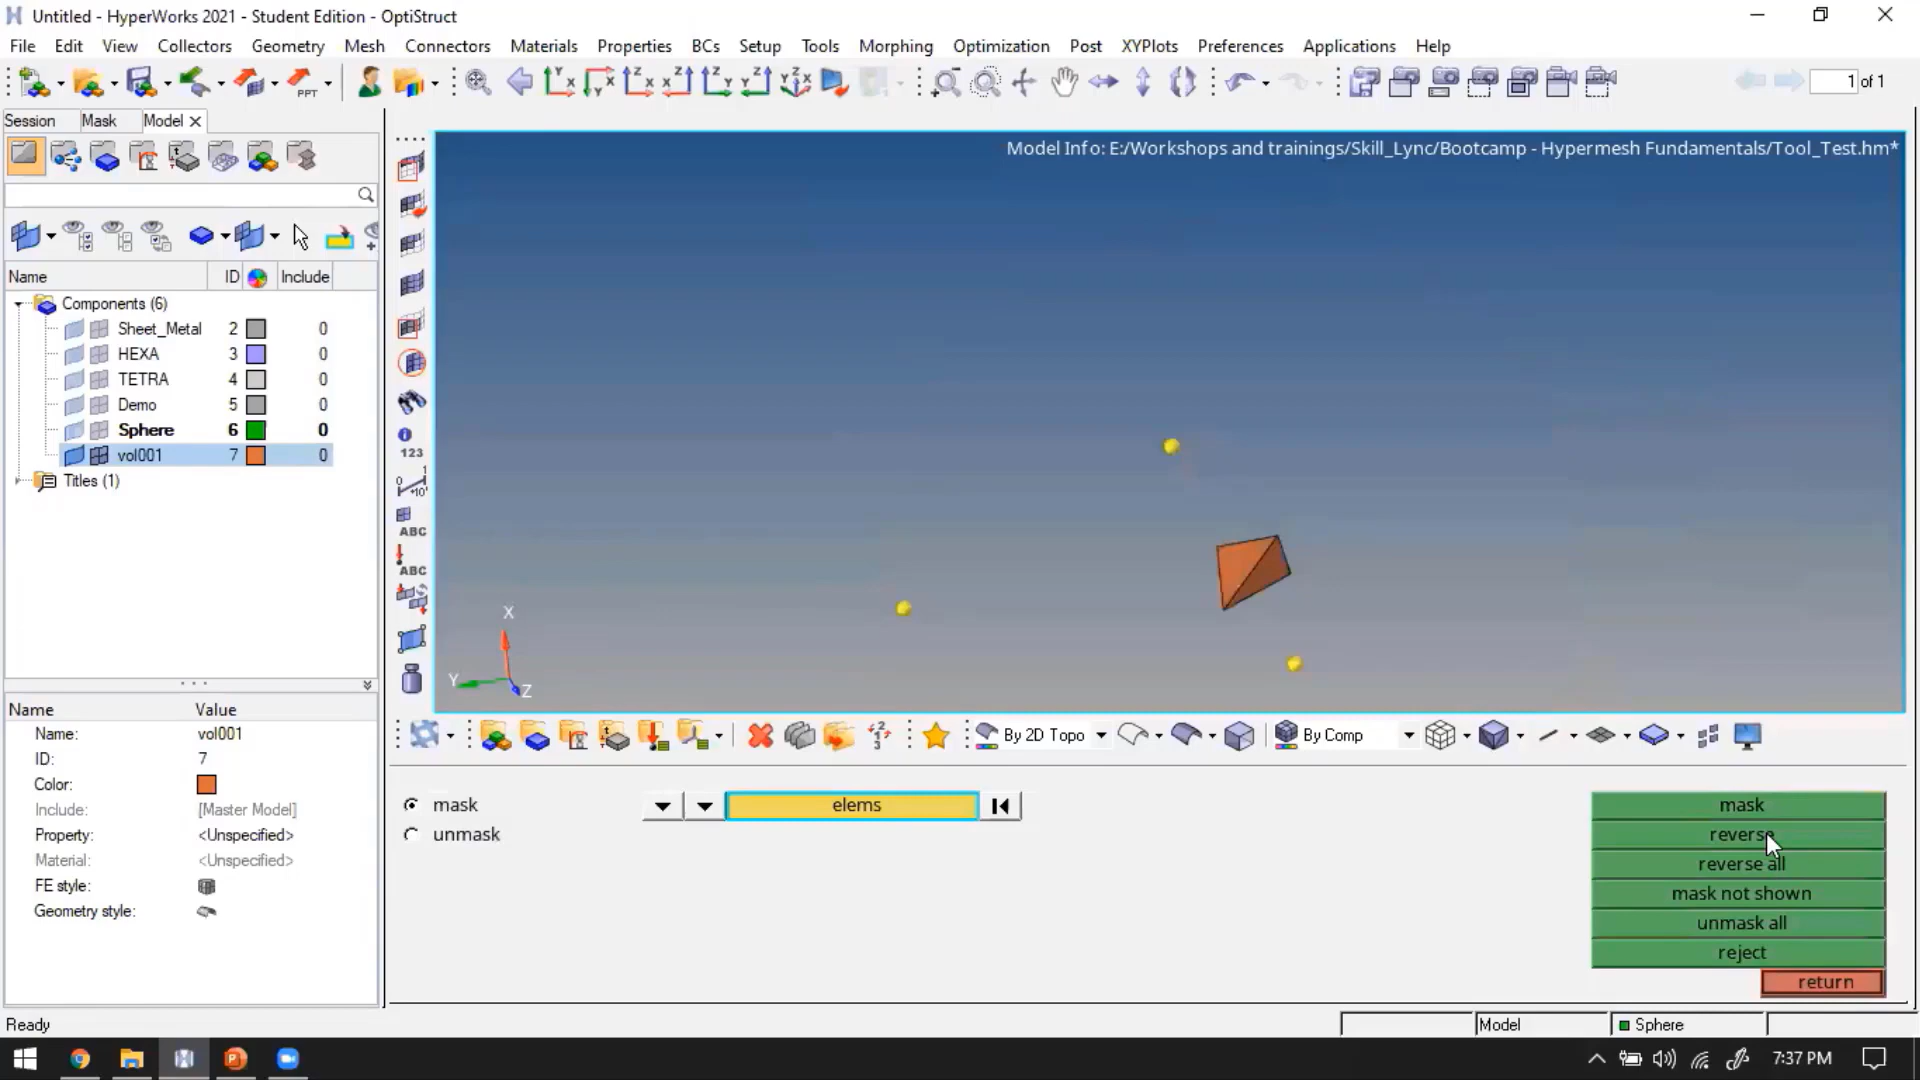 Untitled - HyperWorks 2021 - Student Edition - OptiStruct
File Edit View Collectors Geometry Mesh Connectors Materials Properties BCs Setup Tools Morphing Optimization Post XYPlots Preferences Applications Help
PPT
1 of 1
Session Mask Model
Model Info: E:/Workshops and trainings/Skill_Lync/Bootcamp - Hypermesh Fundamentals/Tool_Test.hm*
Name ID Include
Components (6)
Sheet_Metal 2 0
HEXA 3 0
TETRA 4 0
Demo 5 0
Sphere 6 0
vol001 7 0
Titles (1)
123
ABC
ABC
X
Y
Z
Name Value
Name: vol001
ID: 7
Color:
Include: [Master Model]
Property: <Unspecified>
Material: <Unspecified>
FE style:
Geometry style:
By 2D Topo
By Comp
mask
unmask
elems
mask
reverse
reverse all
mask not shown
unmask all
reject
return
Ready
Model
Sphere
7:37 PM